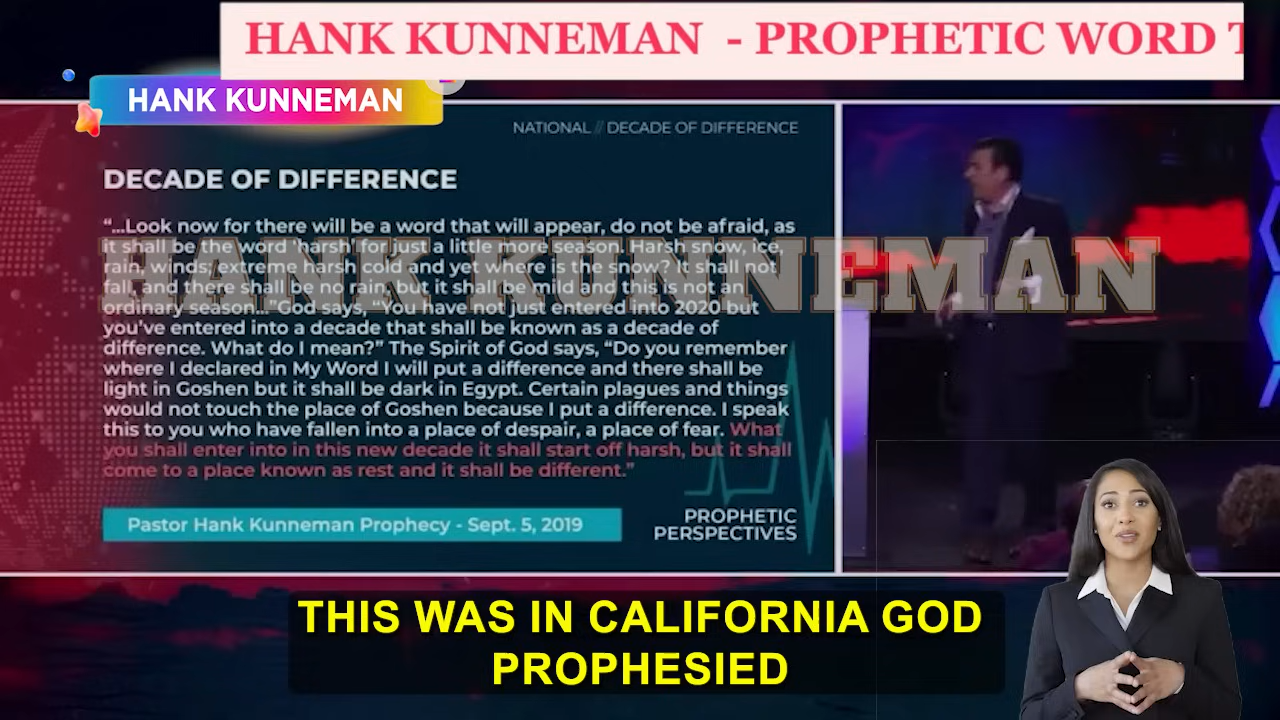 HANK KUNNEMAN - PROPHETIC WORD
HANK KUNNEMAN
NATIONAL // DECADE OF DIFFERENCE
DECADE OF DIFFERENCE
“...Look now for there will be a word that will appear, do not be afraid, as
it shall be the word ‘harsh’ for just a little more season. Harsh snow, ice,
rain, winds; extreme harsh cold and yet where is the snow? It shall not
fall, and there shall be no rain, but it shall be mild and this is not an
ordinary season...”God says, “You have not just entered into 2020 but
you’ve entered into a decade that shall be known as a decade of
difference. What do I mean?” The Spirit of God says, “Do you remember
where I declared in My Word I will put a difference and there shall be
light in Goshen but it shall be dark in Egypt. Certain plagues and things
would not touch the place of Goshen because I put a difference. I speak
this to you who have fallen into a place of despair, a place of fear. What
you shall enter into in this new decade it shall start off harsh, but it shall
come to a place known as rest and it shall be different.”
HANK KUNNEMAN
Pastor Hank Kunneman Prophecy - Sept. 5, 2019
PROPHETIC
PERSPECTIVES
THIS WAS IN CALIFORNIA GOD
PROPHESIED